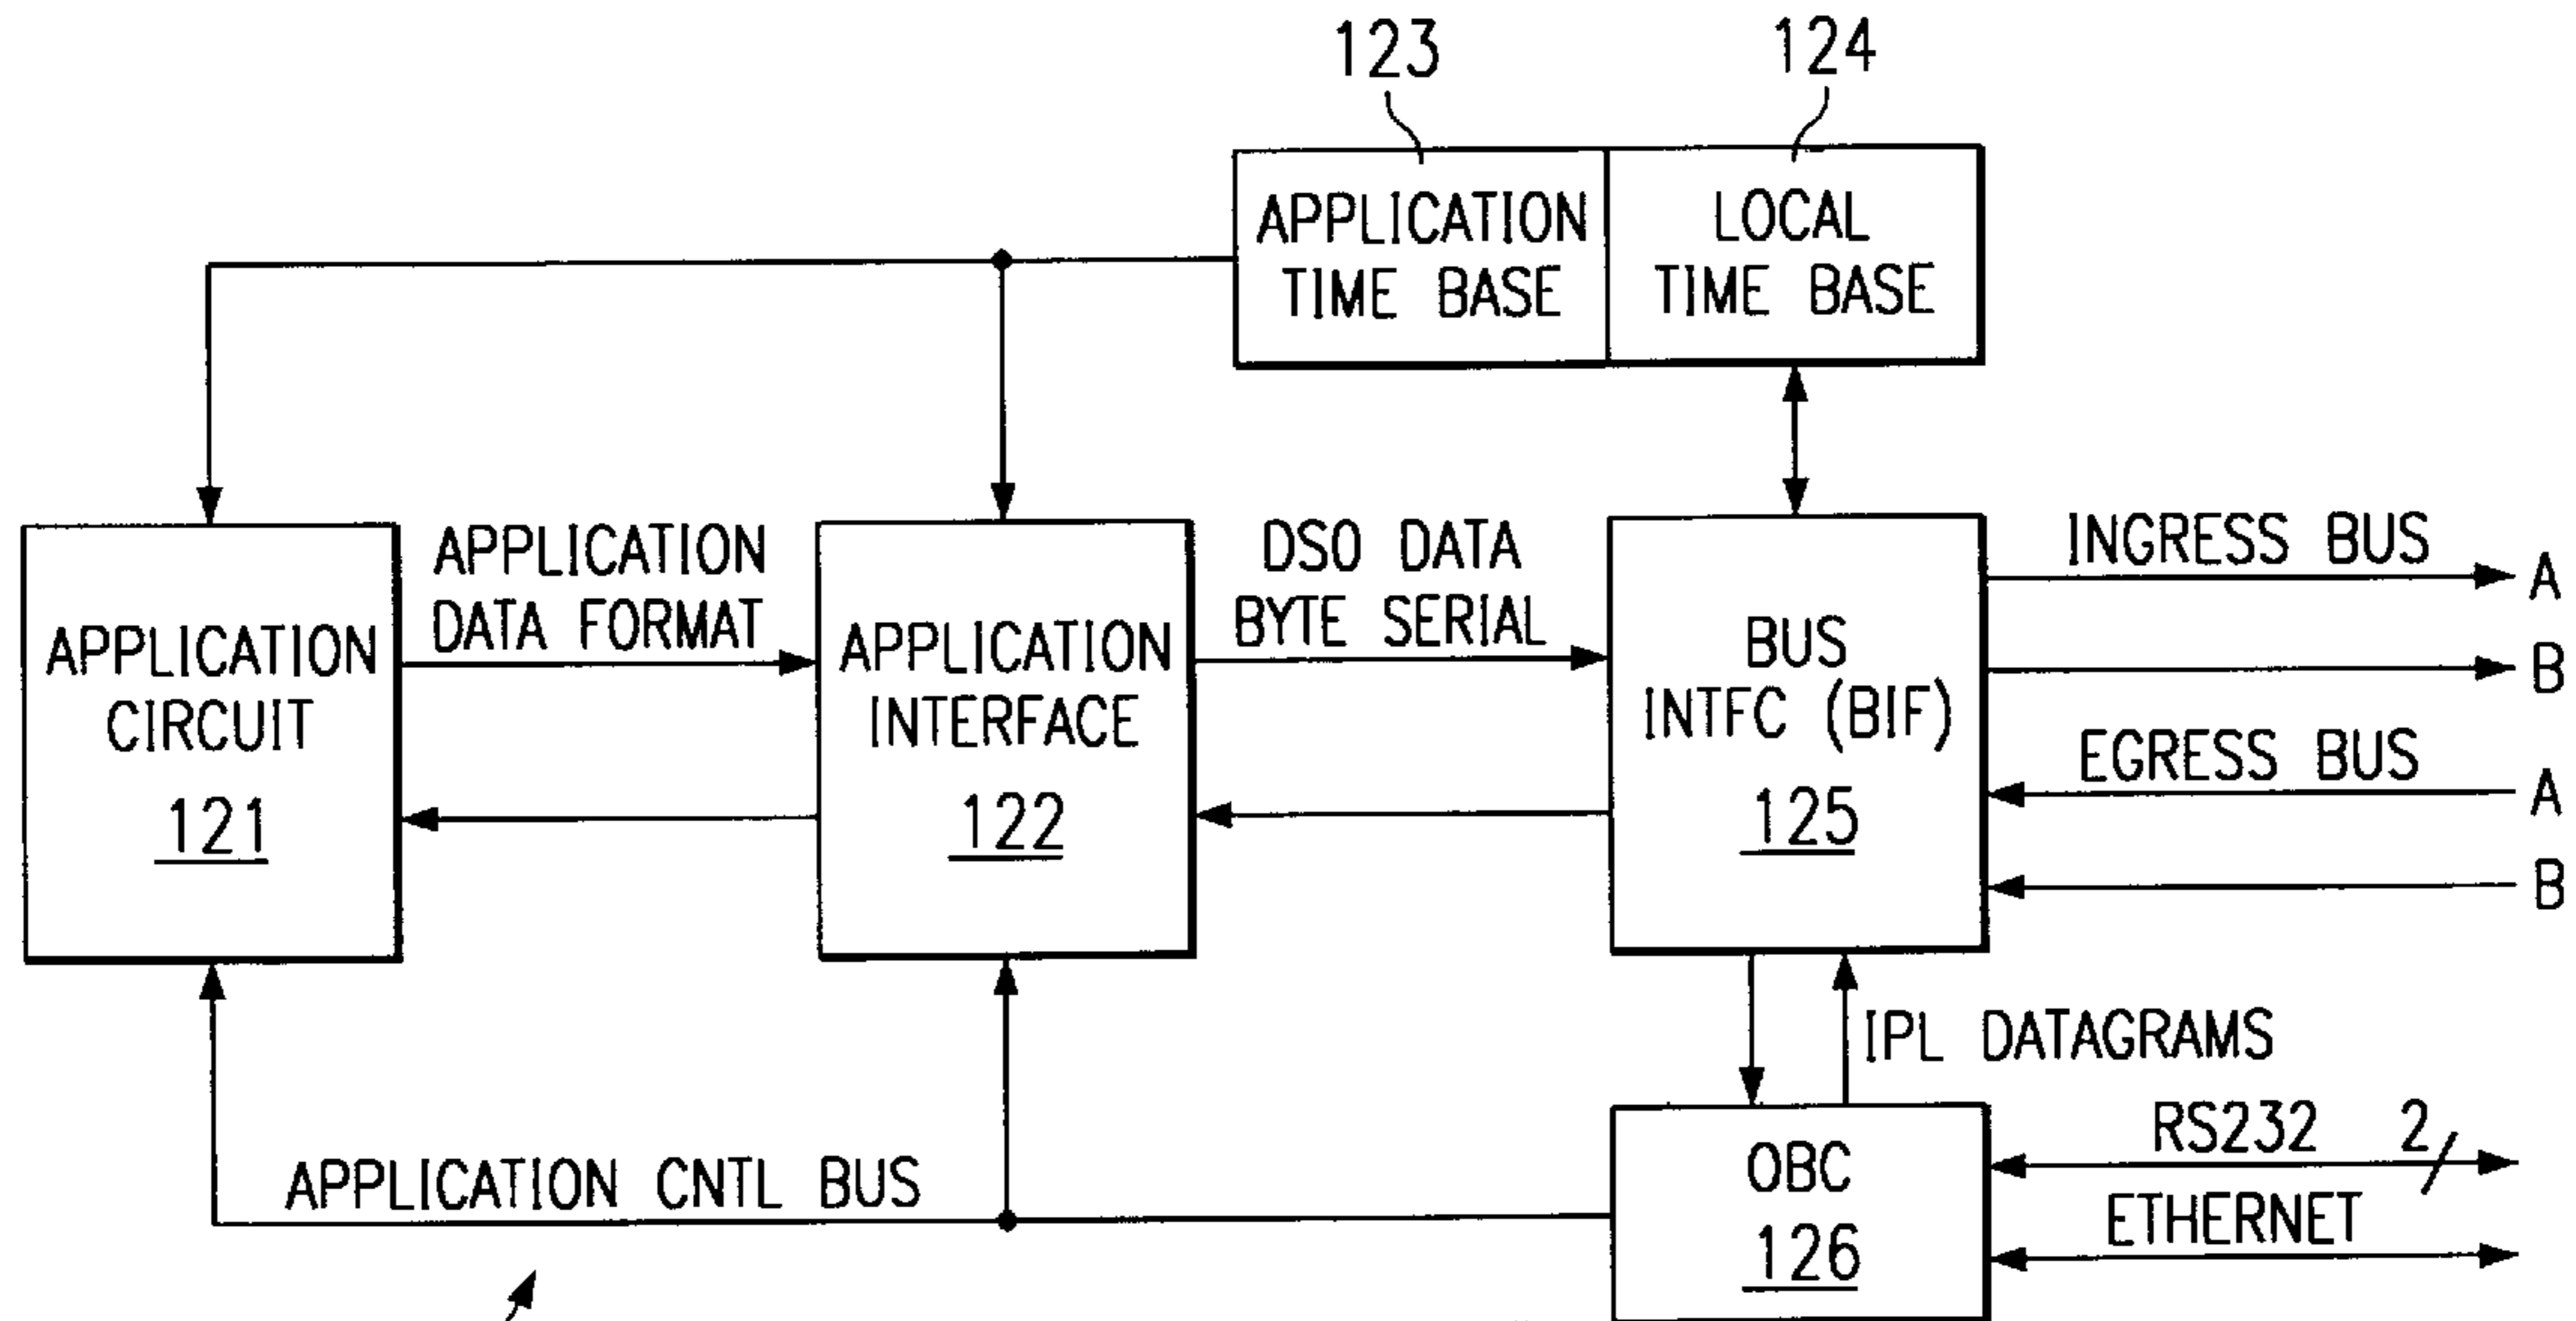 123
124
APPLICATION
TIME BASE
LOCAL
TIME BASE
APPLICATION
CIRCUIT
121
APPLICATION
DATA FORMAT
APPLICATION
INTERFACE
122
DS0 DATA
BYTE SERIAL
BUS
INTFC (BIF)
125
INGRESS BUS
A
B
EGRESS BUS
A
B
IPL DATAGRAMS
APPLICATION CNTL BUS
OBC
126
RS232 2
ETHERNET